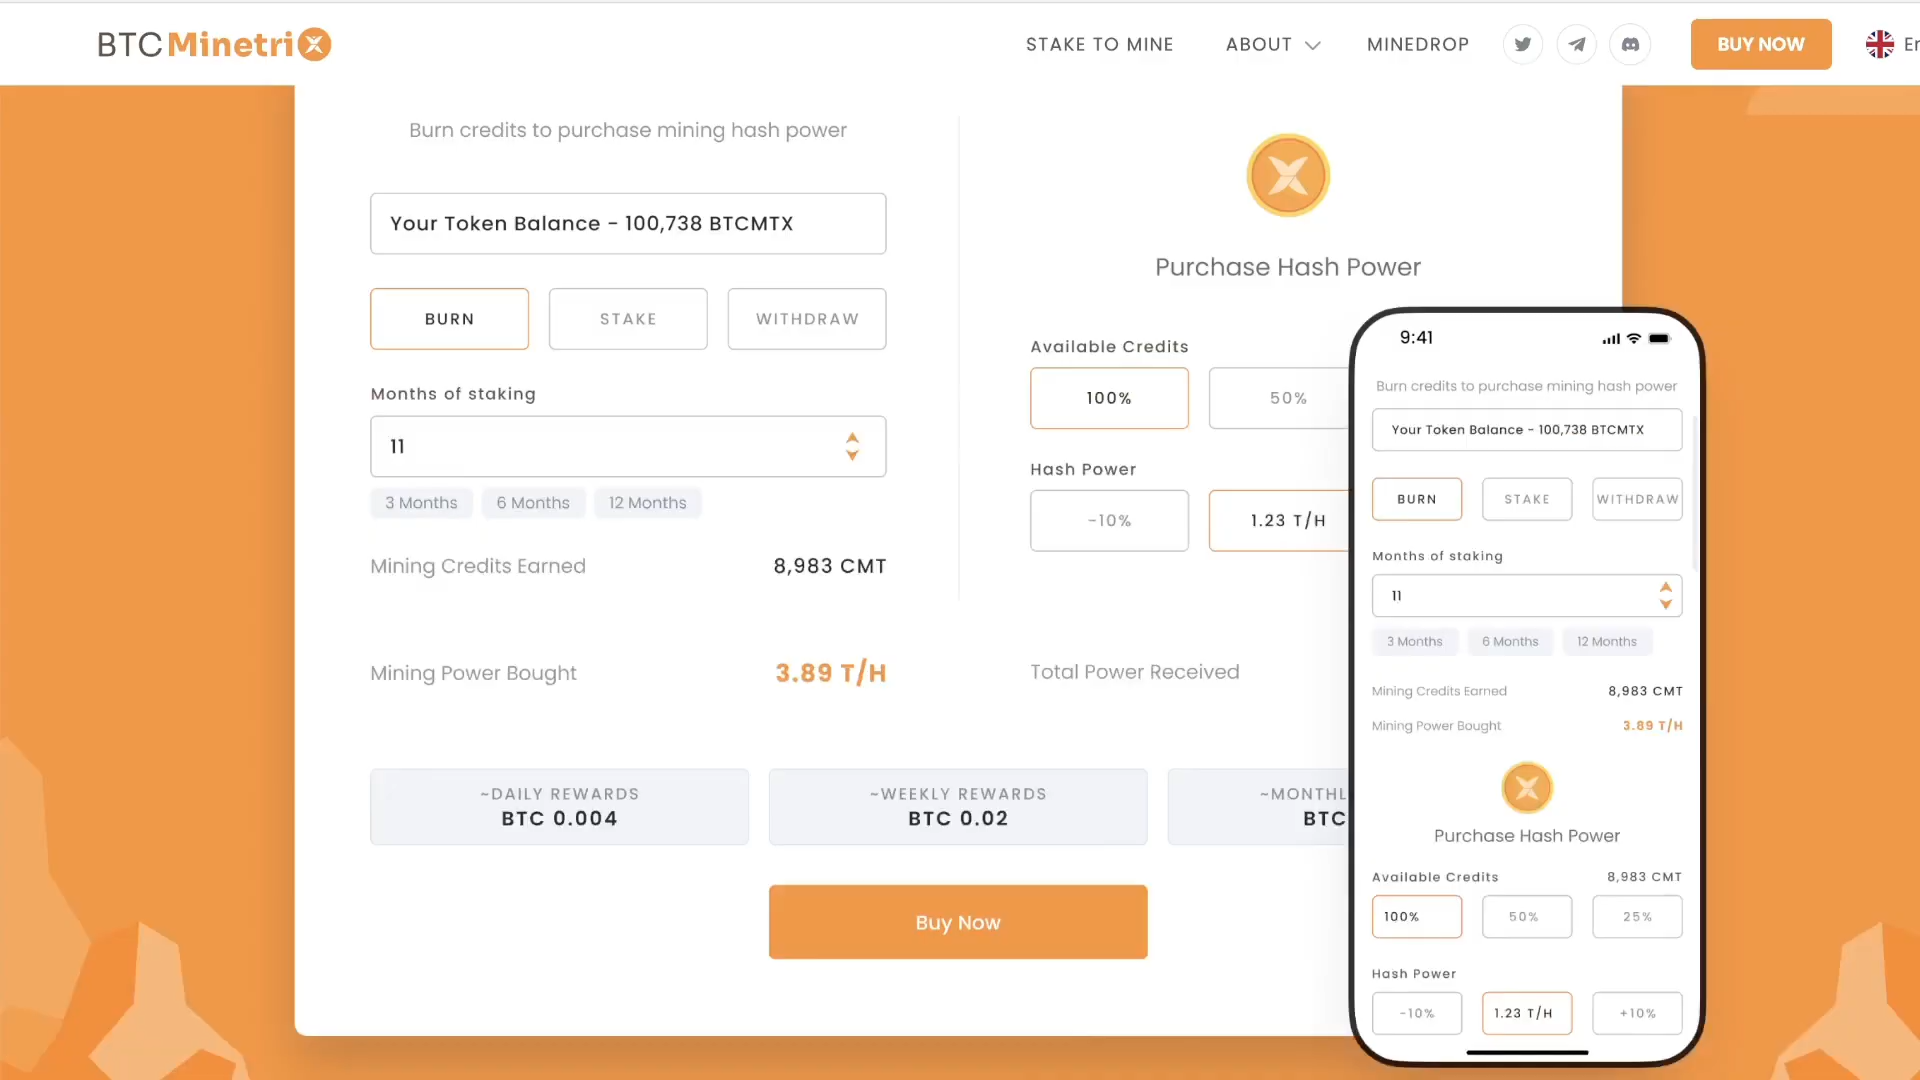 BTC Minetrix
STAKE TO MINE
ABOUT
MINEDROP
BUY NOW
En
Burn credits to purchase mining hash power
Your Token Balance - 100,738 BTCMTX
BURN
STAKE
WITHDRAW
Months of staking
11
3 Months
6 Months
12 Months
Mining Credits Earned
8,983 CMT
Mining Power Bought
3.89 T/H
Purchase Hash Power
Available Credits
100%
50%
Hash Power
-10%
1.23 T/H
Total Power Received
~DAILY REWARDS
BTC 0.004
~WEEKLY REWARDS
BTC 0.02
~MONTHL
BTC
Buy Now
9:41
Burn credits to purchase mining hash power
Your Token Balance - 100,738 BTCMTX
BURN
STAKE
WITHDRAW
Months of staking
11
3 Months
6 Months
12 Months
Mining Credits Earned
8,983 CMT
Mining Power Bought
3.89 T/H
Purchase Hash Power
Available Credits
8,983 CMT
100%
50%
25%
Hash Power
-10%
1.23 T/H
+10%